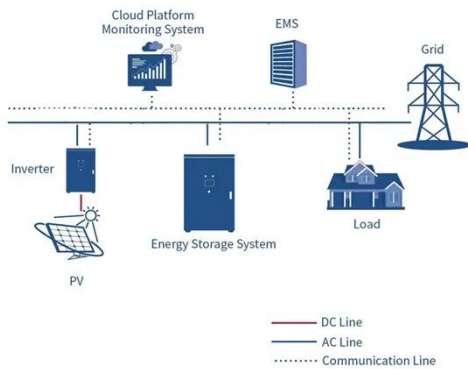 Cloud Platform
Monitoring System
EMS
Grid
Inverter
Energy Storage System
Load
PV
DC Line
AC Line
Communication Line